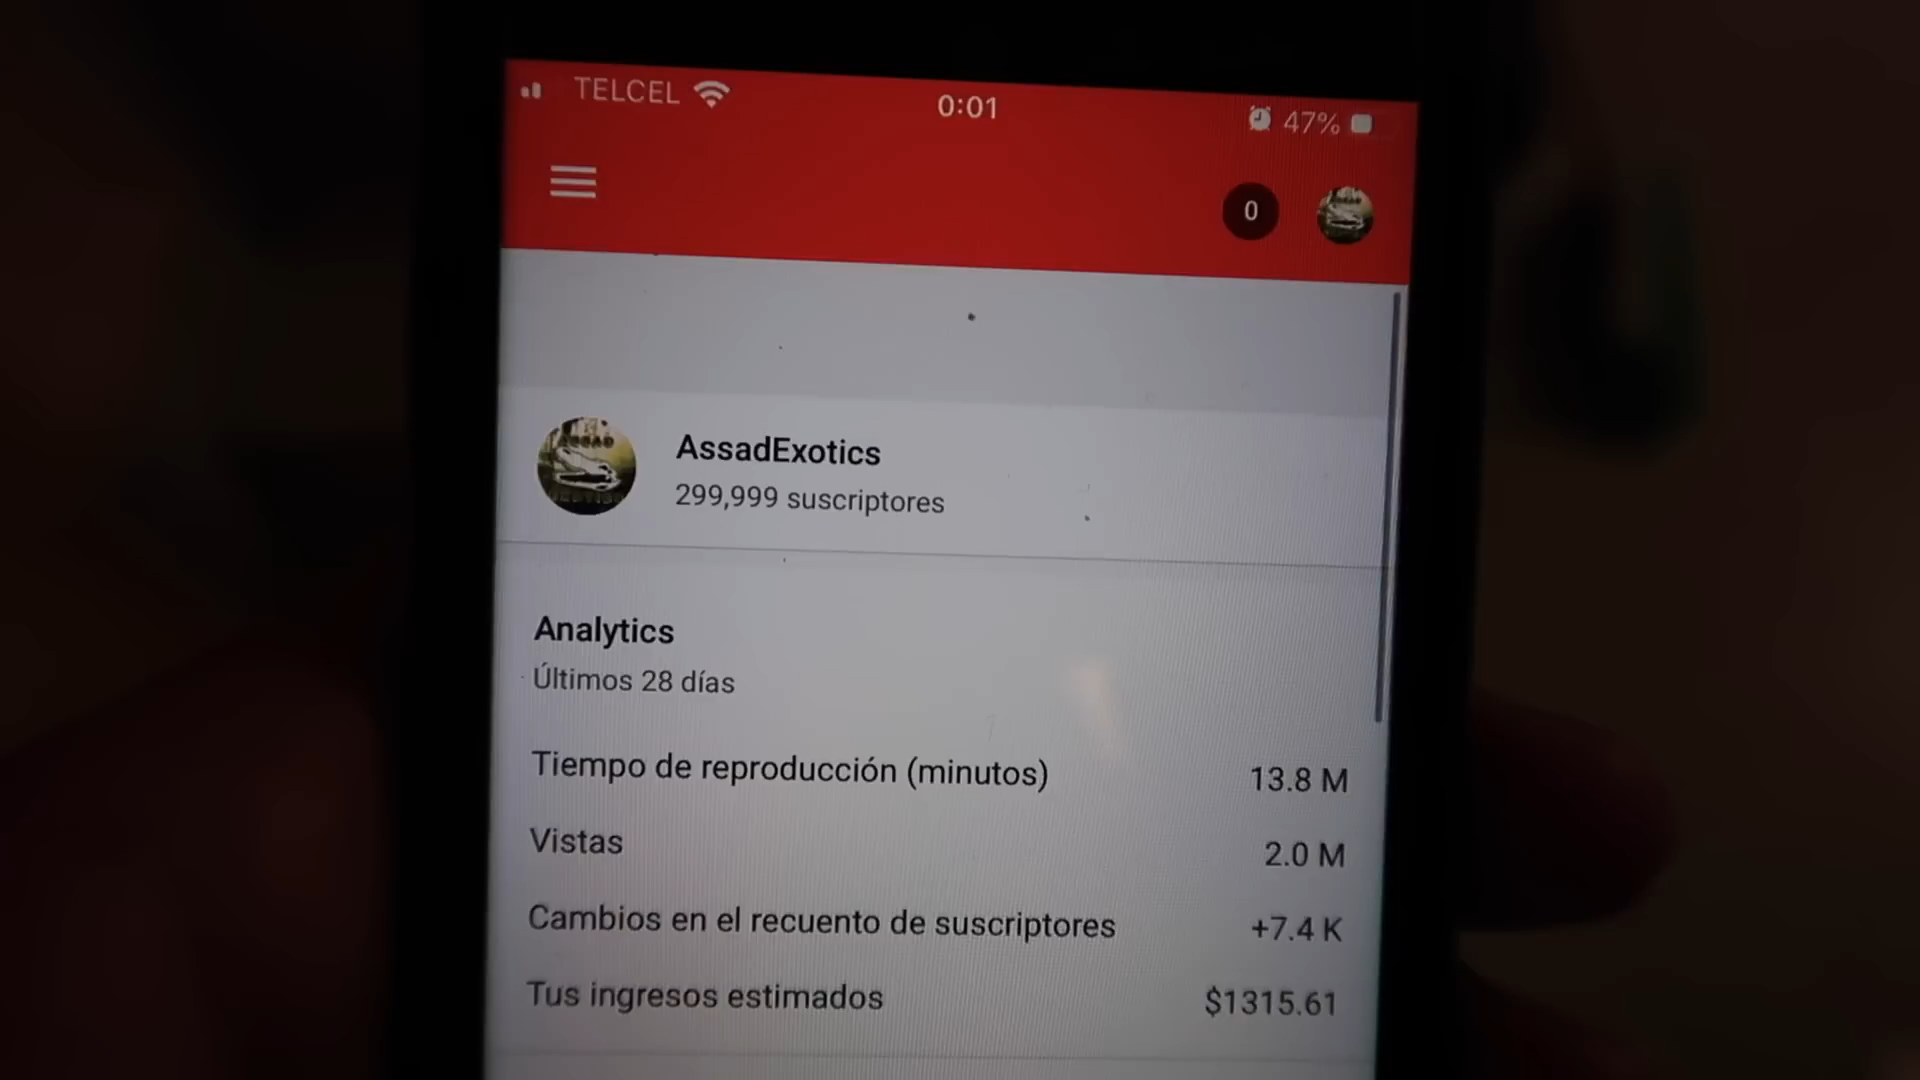 TELCEL 0:01 47%
0
AssadExotics
299,999 suscriptores
Analytics
Últimos 28 días
Tiempo de reproducción (minutos) 13.8 M
Vistas 2.0 M
Cambios en el recuento de suscriptores +7.4 K
Tus ingresos estimados $1315.61